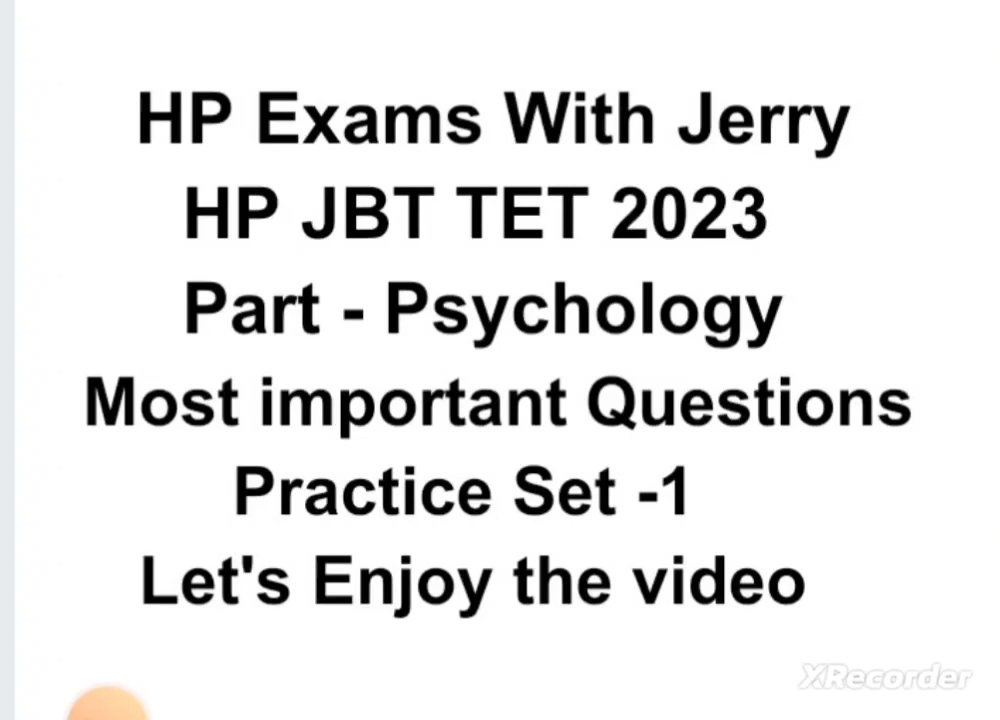 HP Exams With Jerry
HP JBT TET 2023
Part - Psychology
Most important Questions
Practice Set -1
Let's Enjoy the video
XRecorder